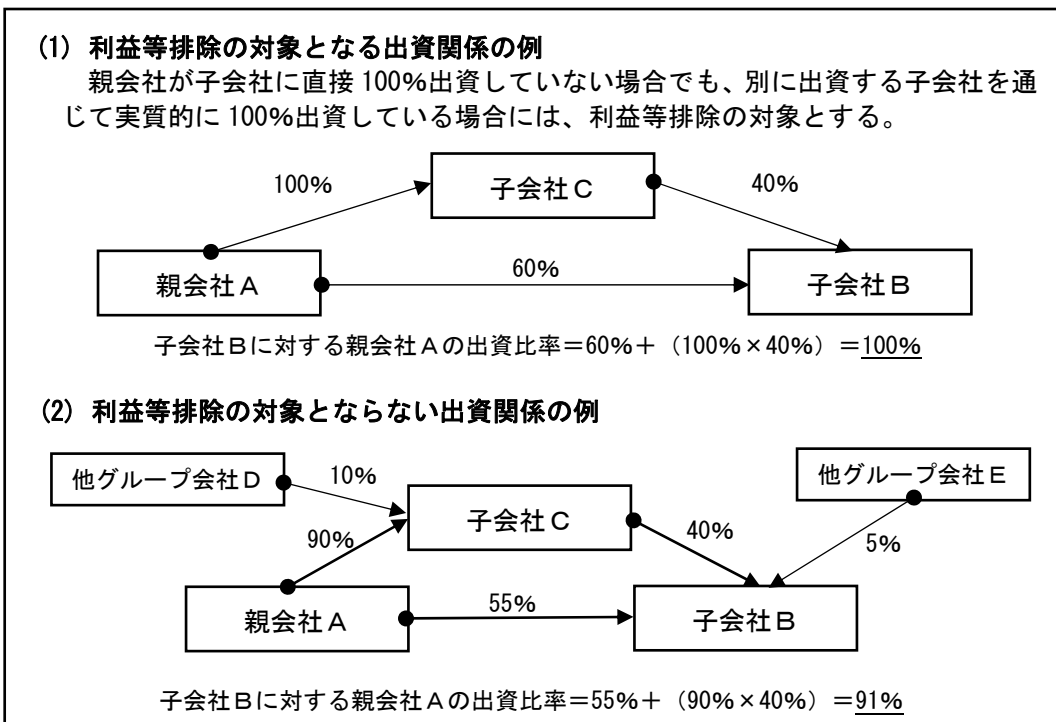 (1) 利益等排除の対象となる出資関係の例
親会社が子会社に直接 100%出資していない場合でも、別に出資する子会社を通
じて実質的に 100%出資している場合には、利益等排除の対象とする。
100%
子会社C
40%
親会社A
60%
子会社B
子会社Bに対する親会社Aの出資比率=60%+(100%×40%)=100%
(2) 利益等排除の対象とならない出資関係の例
他グループ会社D
10%
他グループ会社E
子会社C
90%
40%
5%
親会社A
55%
子会社B
子会社Bに対する親会社Aの出資比率=55%+(90%×40%)=91%